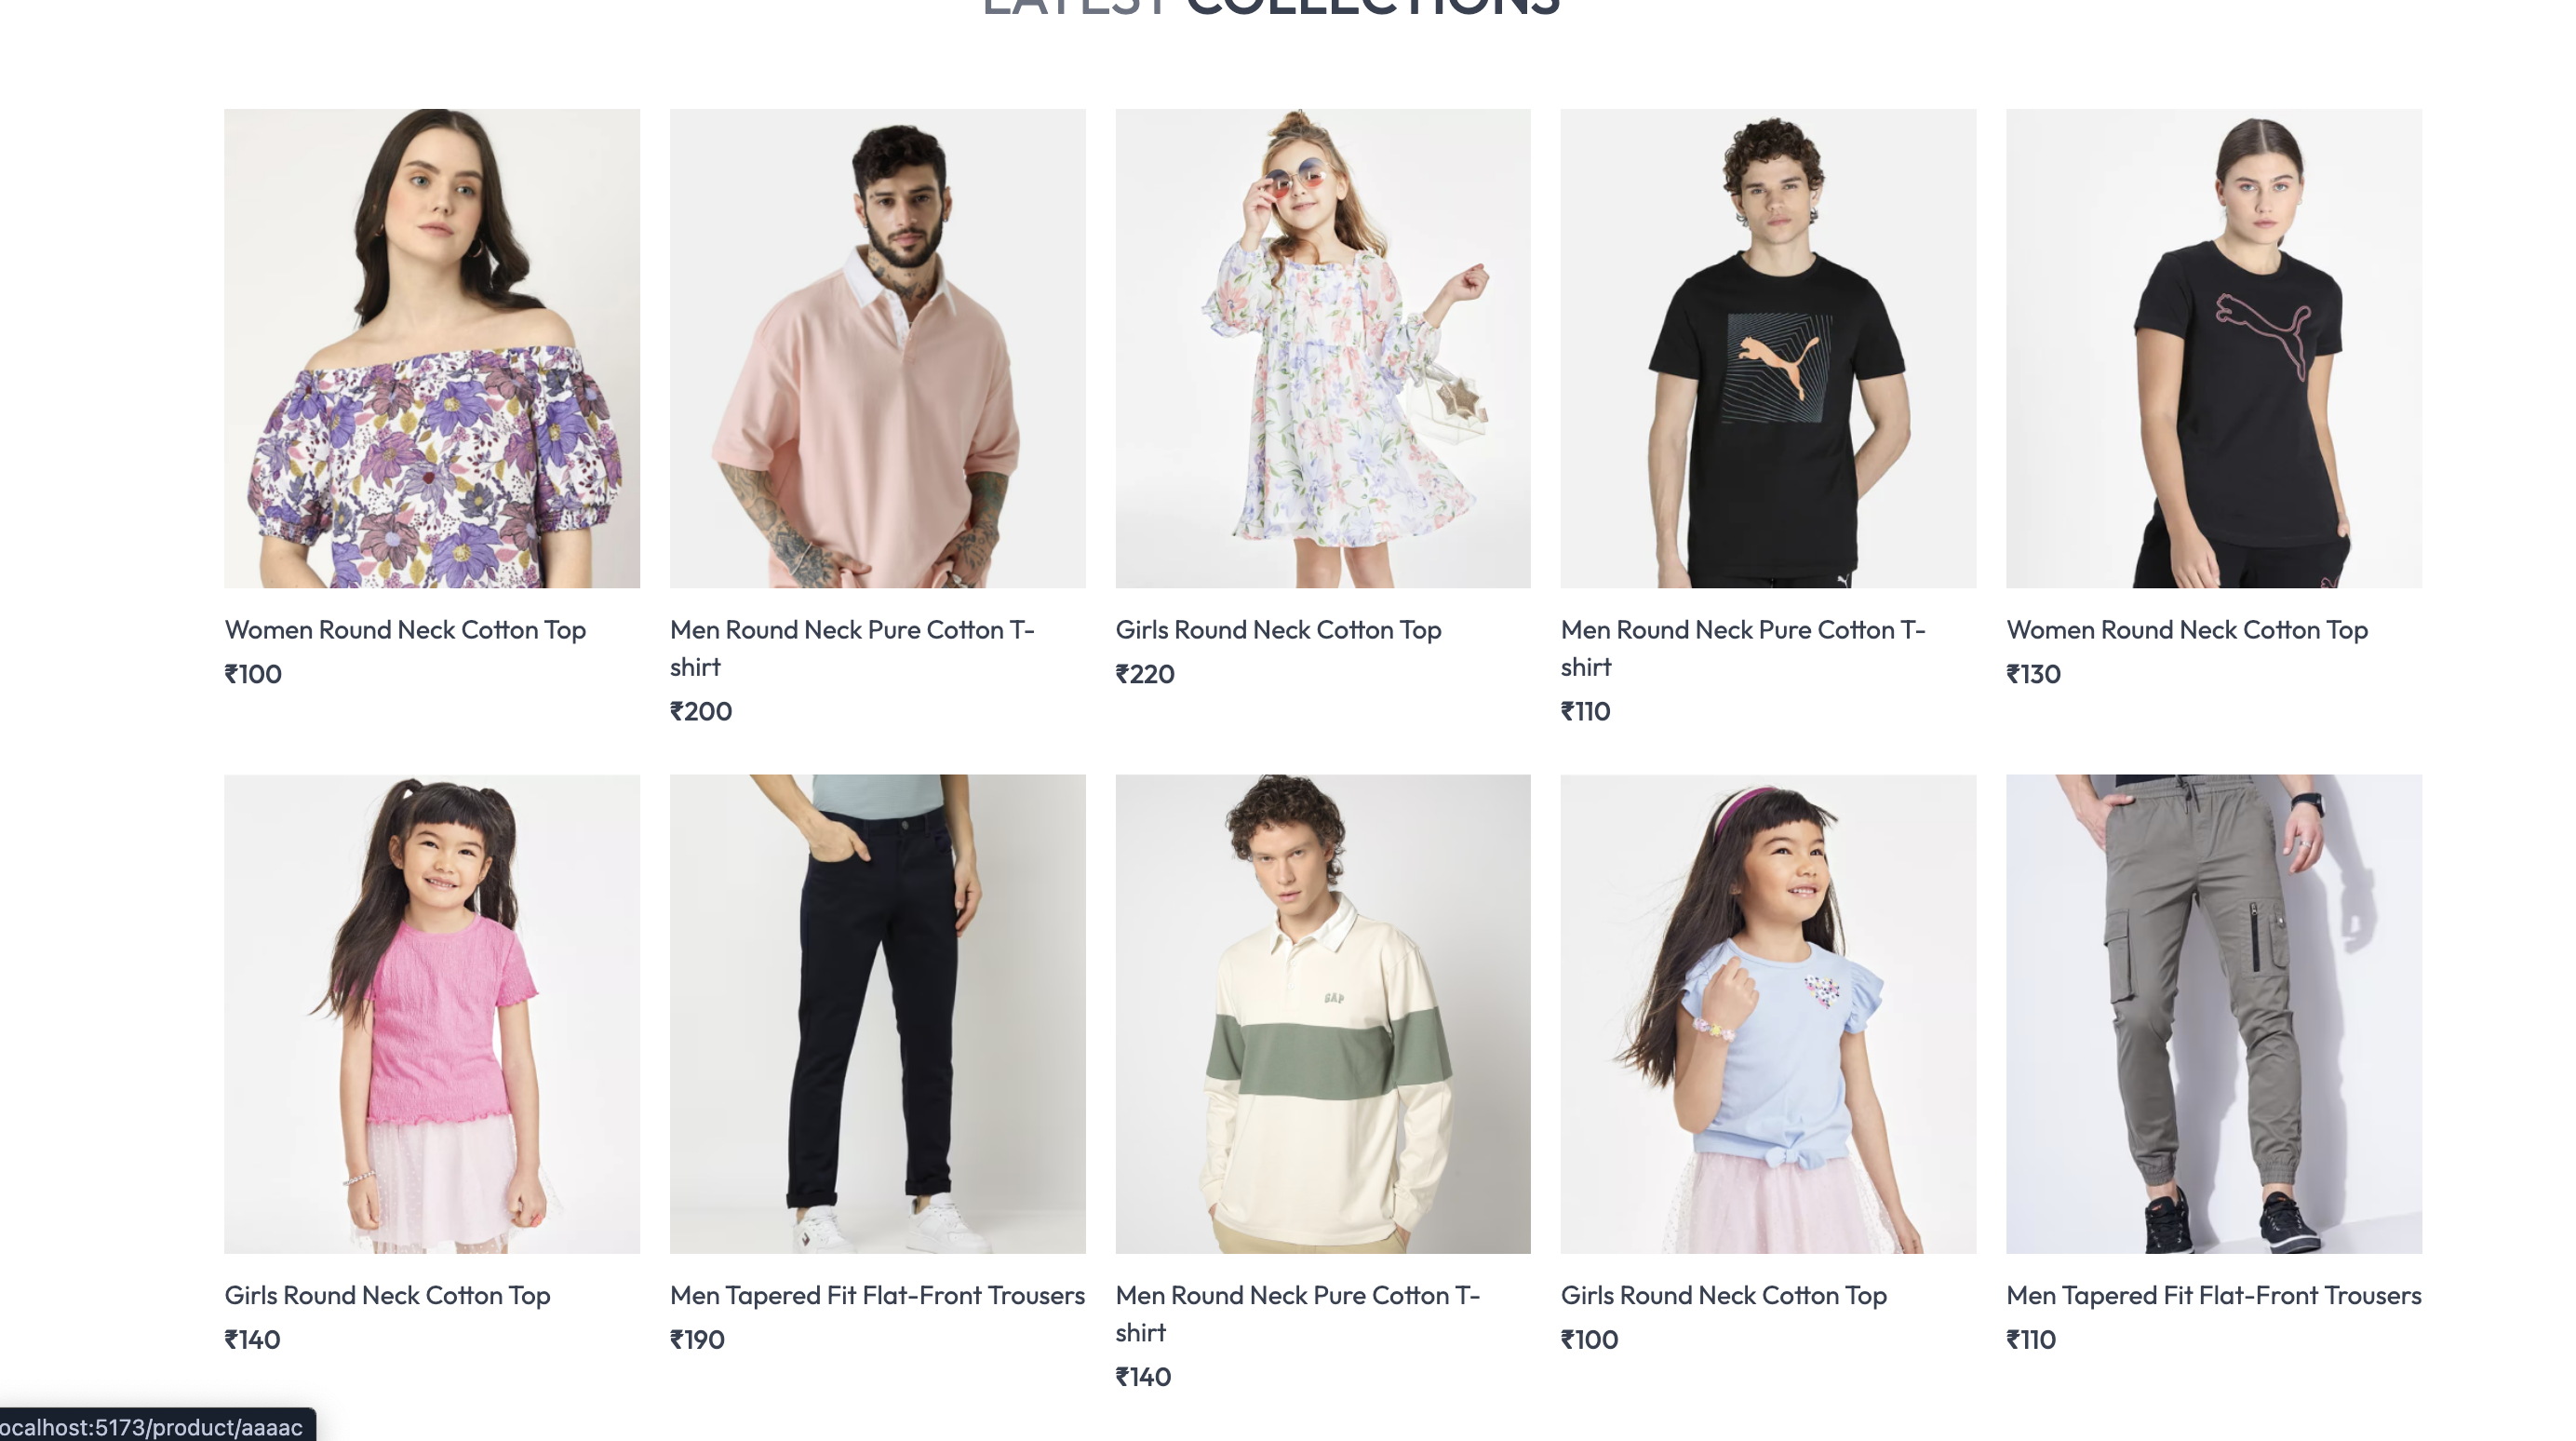 LATEST COLLECTIONS
Women Round Neck Cotton Top
₹100
Men Round Neck Pure Cotton T-
shirt
₹200
Girls Round Neck Cotton Top
₹220
Men Round Neck Pure Cotton T-
shirt
₹110
Women Round Neck Cotton Top
₹130
GAP
Girls Round Neck Cotton Top
₹140
Men Tapered Fit Flat-Front Trousers
₹190
Men Round Neck Pure Cotton T-
shirt
₹140
Girls Round Neck Cotton Top
₹100
Men Tapered Fit Flat-Front Trousers
₹110
ocalhost:5173/product/aaaac